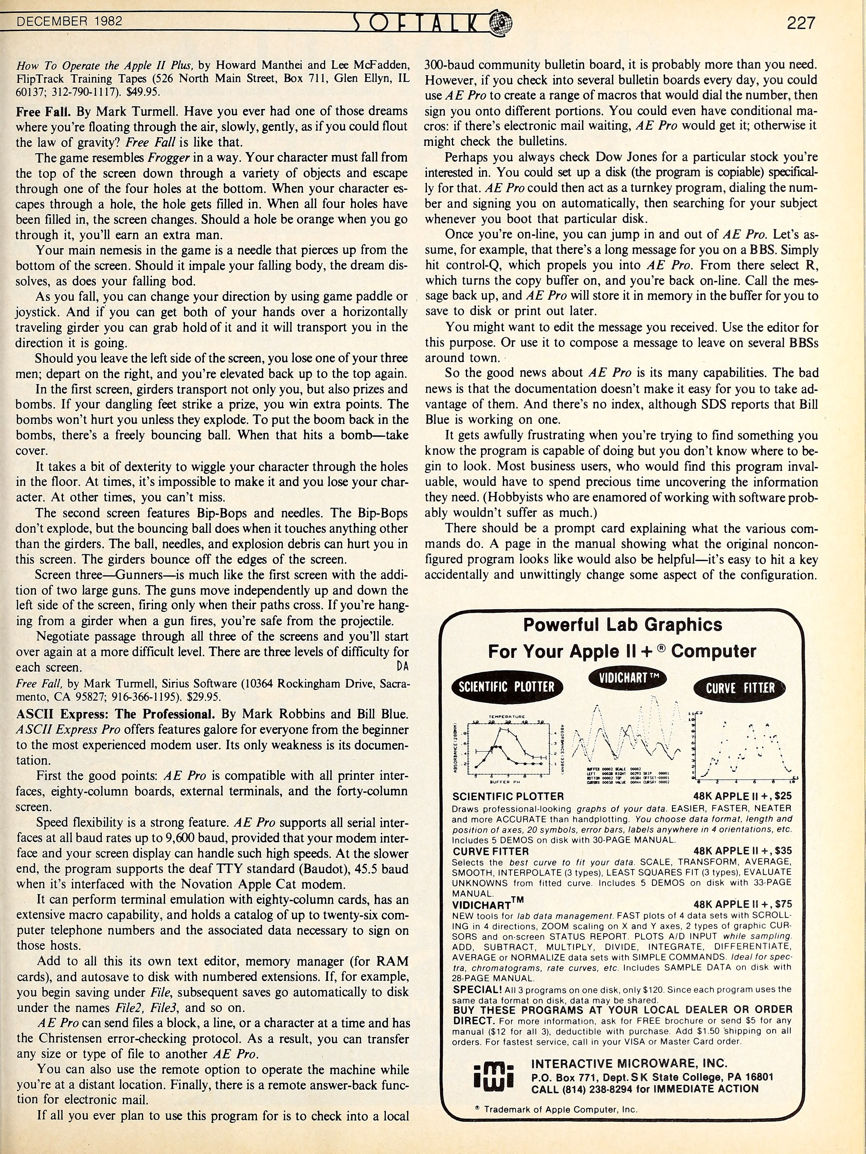 DECEMBER 1982
SOFTALK
227
How To Operate the Apple II Plus, by Howard Manthei and Lee McFadden,
FlipTrack Training Tapes (526 North Main Street, Box 711, Glen Ellyn, IL
60137; 312-790-1117). $49.95.
Free Fall. By Mark Turmell. Have you ever had one of those dreams
where you're floating through the air, slowly, gently, as if you could flout
the law of gravity? Free Fall is like that.
The game resembles Frogger in a way. Your character must fall from
the top of the screen down through a variety of objects and escape
through one of the four holes at the bottom. When your character es-
capes through a hole, the hole gets filled in. When all four holes have
been filled in, the screen changes. Should a hole be orange when you go
through it, you'll earn an extra man.
Your main nemesis in the game is a needle that pierces up from the
bottom of the screen. Should it impale your falling body, the dream dis-
solves, as does your falling bod.
As you fall, you can change your direction by using game paddle or
joystick. And if you can get both of your hands over a horizontally
traveling girder you can grab hold of it and it will transport you in the
direction it is going.
Should you leave the left side of the screen, you lose one of your three
men; depart on the right, and you're elevated back up to the top again.
In the first screen, girders transport not only you, but also prizes and
bombs. If your dangling feet strike a prize, you win extra points. The
bombs won't hurt you unless they explode. To put the boom back in the
bombs, there's a freely bouncing ball. When that hits a bomb—take
cover.
It takes a bit of dexterity to wiggle your character through the holes
in the floor. At times, it's impossible to make it and you lose your char-
acter. At other times, you can't miss.
The second screen features Bip-Bops and needles. The Bip-Bops
don't explode, but the bouncing ball does when it touches anything other
than the girders. The ball, needles, and explosion debris can hurt you in
this screen. The girders bounce off the edges of the screen.
Screen three—Gunners—is much like the first screen with the addi-
tion of two large guns. The guns move independently up and down the
left side of the screen, firing only when their paths cross. If you're hang-
ing from a girder when a gun fires, you're safe from the projectile.
Negotiate passage through all three of the screens and you'll start
over again at a more difficult level. There are three levels of difficulty for
each screen. DA
Free Fall, by Mark Turmell, Sirius Software (10364 Rockingham Drive, Sacra-
mento, CA 95827; 916-366-1195). $29.95.
ASCII Express: The Professional. By Mark Robbins and Bill Blue.
ASCII Express Pro offers features galore for everyone from the beginner
to the most experienced modem user. Its only weakness is its documen-
tation.
First the good points: AE Pro is compatible with all printer inter-
faces, eighty-column boards, external terminals, and the forty-column
screen.
Speed flexibility is a strong feature. AE Pro supports all serial inter-
faces at all baud rates up to 9,600 baud, provided that your modem inter-
face and your screen display can handle such high speeds. At the slower
end, the program supports the deaf TTY standard (Baudot), 45.5 baud
when it's interfaced with the Novation Apple Cat modem.
It can perform terminal emulation with eighty-column cards, has an
extensive macro capability, and holds a catalog of up to twenty-six com-
puter telephone numbers and the associated data necessary to sign on
those hosts.
Add to all this its own text editor, memory manager (for RAM
cards), and autosave to disk with numbered extensions. If, for example,
you begin saving under File, subsequent saves go automatically to disk
under the names File2, File3, and so on.
AE Pro can send files a block, a line, or a character at a time and has
the Christensen error-checking protocol. As a result, you can transfer
any size or type of file to another AE Pro.
You can also use the remote option to operate the machine while
you're at a distant location. Finally, there is a remote answer-back func-
tion for electronic mail.
If all you ever plan to use this program for is to check into a local
300-baud community bulletin board, it is probably more than you need.
However, if you check into several bulletin boards every day, you could
use AE Pro to create a range of macros that would dial the number, then
sign you onto different portions. You could even have conditional ma-
cros: if there's electronic mail waiting, AE Pro would get it; otherwise it
might check the bulletins.
Perhaps you always check Dow Jones for a particular stock you're
interested in. You could set up a disk (the program is copiable) specifical-
ly for that. AE Pro could then act as a turnkey program, dialing the num-
ber and signing you on automatically, then searching for your subject
whenever you boot that particular disk.
Once you're on-line, you can jump in and out of AE Pro. Let's as-
sume, for example, that there's a long message for you on a BBS. Simply
hit control-Q, which propels you into AE Pro. From there select R,
which turns the copy buffer on, and you're back on-line. Call the mes-
sage back up, and AE Pro will store it in memory in the buffer for you to
save to disk or print out later.
You might want to edit the message you received. Use the editor for
this purpose. Or use it to compose a message to leave on several BBSs
around town.
So the good news about AE Pro is its many capabilities. The bad
news is that the documentation doesn't make it easy for you to take ad-
vantage of them. And there's no index, although SDS reports that Bill
Blue is working on one.
It gets awfully frustrating when you're trying to find something you
know the program is capable of doing but you don't know where to be-
gin to look. Most business users, who would find this program inval-
uable, would have to spend precious time uncovering the information
they need. (Hobbyists who are enamored of working with software prob-
ably wouldn't suffer as much.)
There should be a prompt card explaining what the various com-
mands do. A page in the manual showing what the original noncon-
figured program looks like would also be helpful—it's easy to hit a key
accidentally and unwittingly change some aspect of the configuration.
Powerful Lab Graphics
For Your Apple II + ® Computer
SCIENTIFIC PLOTTER
VIDICHART™
CURVE FITTER
TEMPERATURE
BUFFER PH
SCIENTIFIC PLOTTER 48K APPLE II +, $25
Draws professional-looking graphs of your data. EASIER, FASTER, NEATER
and more ACCURATE than handplotting. You choose data format, length and
position of axes, 20 symbols, error bars, labels anywhere in 4 orientations, etc.
Includes 5 DEMOS on disk with 30-PAGE MANUAL.
CURVE FITTER 48K APPLE II +, $35
Selects the best curve to fit your data. SCALE, TRANSFORM, AVERAGE,
SMOOTH, INTERPOLATE (3 types), LEAST SQUARES FIT (3 types), EVALUATE
UNKNOWNS from fitted curve. Includes 5 DEMOS on disk with 33-PAGE
MANUAL.
VIDICHART™ 48K APPLE II +, $75
NEW tools for lab data management. FAST plots of 4 data sets with SCROLL-
ING in 4 directions, ZOOM scaling on X and Y axes, 2 types of graphic CUR-
SORS and on-screen STATUS REPORT. PLOTS A/D INPUT while sampling.
ADD, SUBTRACT, MULTIPLY, DIVIDE, INTEGRATE, DIFFERENTIATE,
AVERAGE or NORMALIZE data sets with SIMPLE COMMANDS. Ideal for spec-
tra, chromatograms, rate curves, etc. Includes SAMPLE DATA on disk with
28-PAGE MANUAL.
SPECIAL! All 3 programs on one disk, only $120. Since each program uses the
same data format on disk, data may be shared.
BUY THESE PROGRAMS AT YOUR LOCAL DEALER OR ORDER
DIRECT. For more information, ask for FREE brochure or send $5 for any
manual ($12 for all 3), deductible with purchase. Add $1.50 shipping on all
orders. For fastest service, call in your VISA or Master Card order.
INTERACTIVE MICROWARE, INC.
P.O. Box 771, Dept. SK State College, PA 16801
CALL (814) 238-8294 for IMMEDIATE ACTION
® Trademark of Apple Computer, Inc.